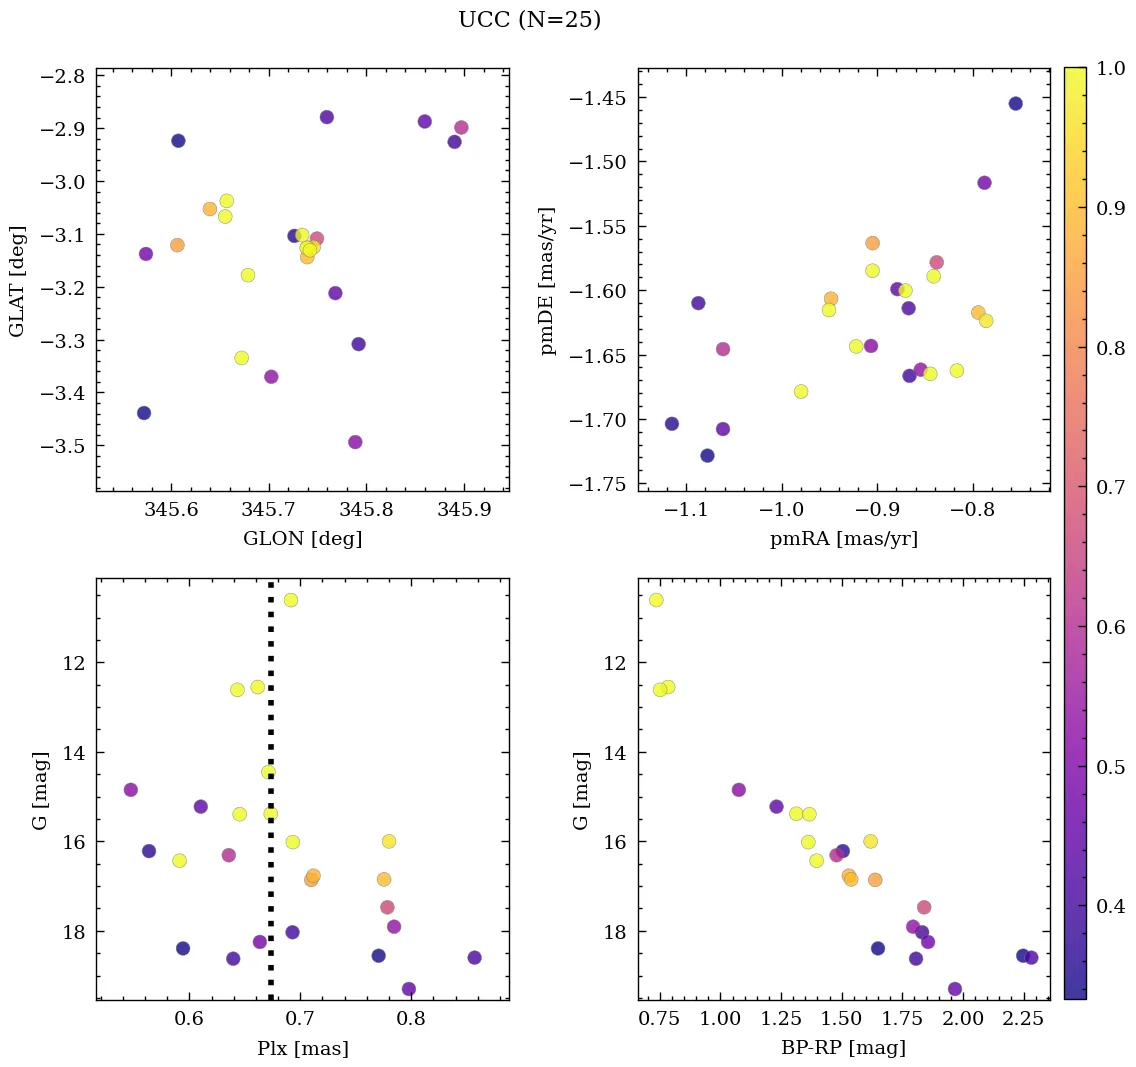 UCC (N=25)
−2.8
−2.9
−3.0
−3.1
−3.2
−3.3
−3.4
−3.5
GLAT [deg]
345.6 345.7 345.8 345.9
GLON [deg]
−1.45
−1.50
−1.55
−1.60
−1.65
−1.70
−1.75
pmDE [mas/yr]
−1.1 −1.0 −0.9 −0.8
pmRA [mas/yr]
12
14
16
18
G [mag]
0.6 0.7 0.8
Plx [mas]
12
14
16
18
G [mag]
0.75 1.00 1.25 1.50 1.75 2.00 2.25
BP-RP [mag]
1.0
0.9
0.8
0.7
0.6
0.5
0.4